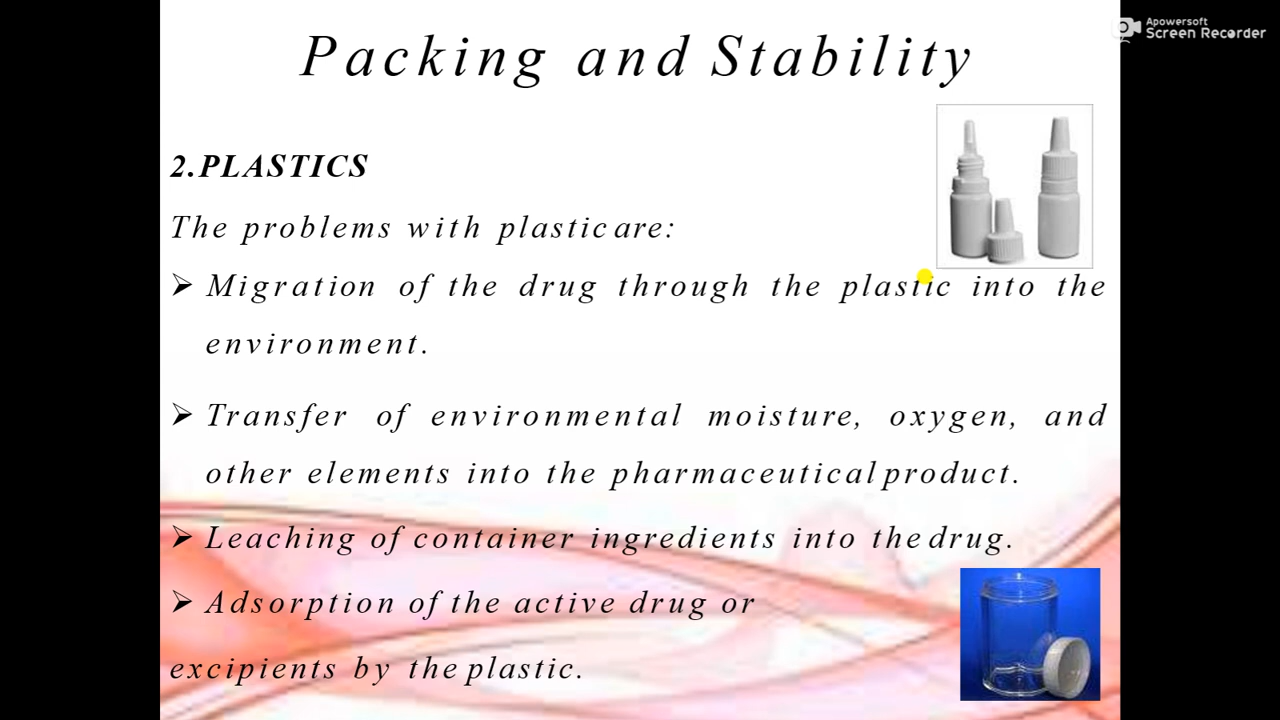 Packing and Stability
Apowersoft
Screen Recorder
2.PLASTICS
The problems with plastic are:
➢ Migration of the drug through the plastic into the
environment.
➢ Transfer of environmental moisture, oxygen, and
other elements into the pharmaceutical product.
➢ Leaching of container ingredients into the drug.
➢ Adsorption of the active drug or
excipients by the plastic.